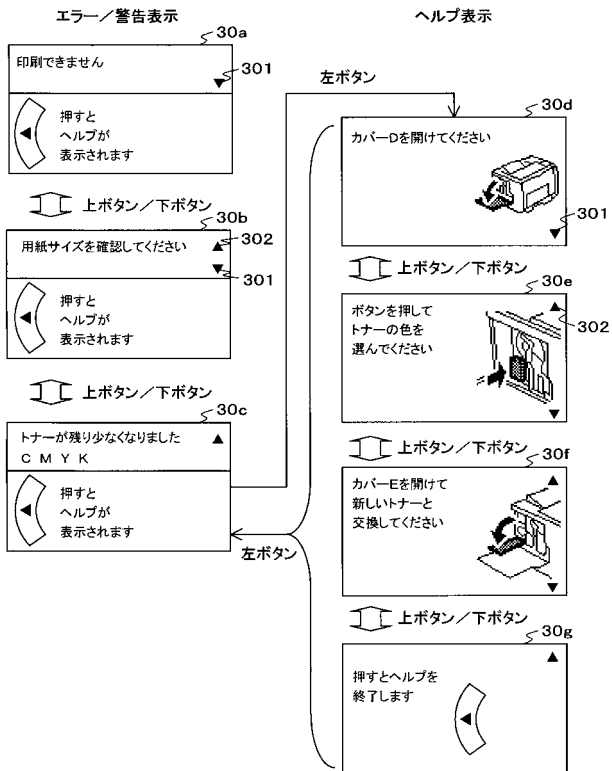 エラー／警告表示
30a
印刷できません
▼
301
◀
押すと
ヘルプが
表示されます
上ボタン／下ボタン
30b
用紙サイズを確認してください
▲
302
▼
301
◀
押すと
ヘルプが
表示されます
上ボタン／下ボタン
30c
トナーが残り少なくなりました
▲
C M Y K
◀
押すと
ヘルプが
表示されます
左ボタン
左ボタン
ヘルプ表示
30d
カバーDを開けてください
301
▼
上ボタン／下ボタン
30e
ボタンを押して
トナーの色を
選んでください
▲
302
▼
上ボタン／下ボタン
30f
カバーEを開けて
新しいトナーと
交換してください
▲
▼
上ボタン／下ボタン
30g
▲
押すとヘルプを
終了します
◀